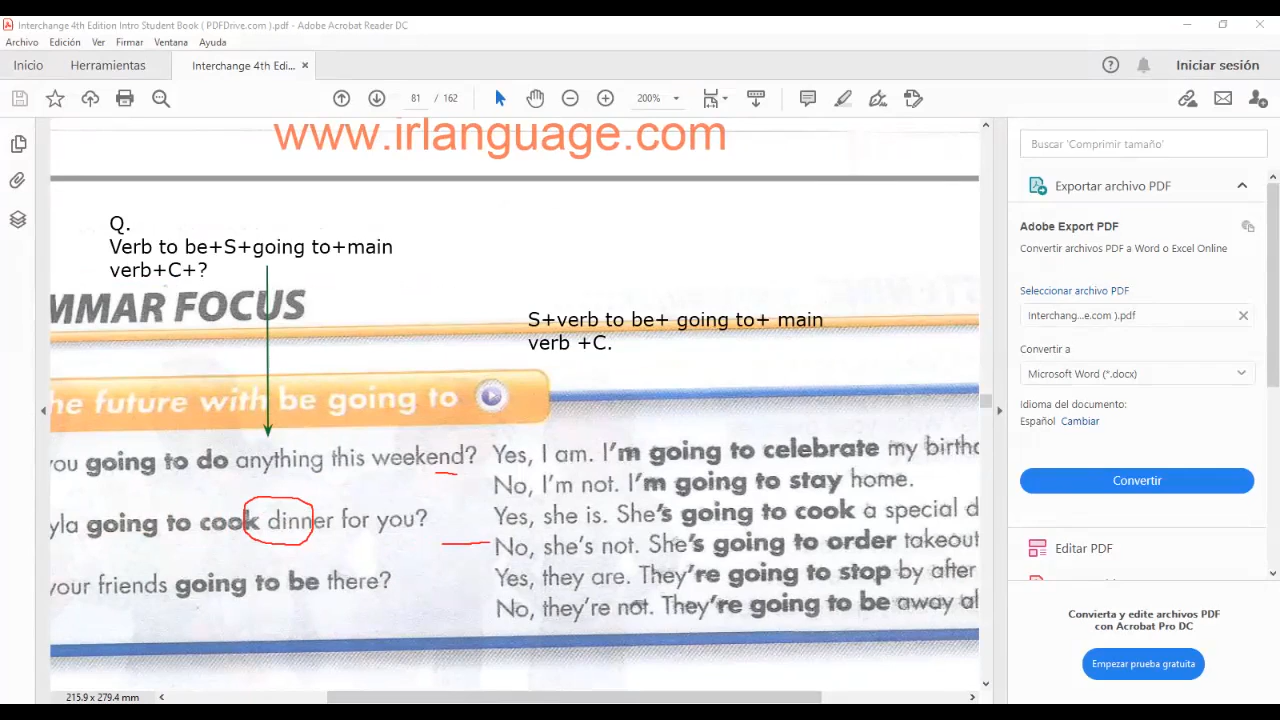 Interchange 4th Edition Intro Student Book ( PDFDrive.com ).pdf - Adobe Acrobat Reader DC
Archivo Edición Ver Firmar Ventana Ayuda
Inicio Herramientas Interchange 4th Edi... × Iniciar sesión
81 / 162 200%
www.irlanguage.com
Q.
Verb to be+S+going to+main
verb+C+?
MMAR FOCUS
S+verb to be+ going to+ main
verb +C.
he future with be going to
you going to do anything this weekend? Yes, I am. I'm going to celebrate my birtho
No, I'm not. I'm going to stay home.
yla going to cook dinner for you? Yes, she is. She's going to cook a special d
No, she's not. She's going to order takeout
your friends going to be there? Yes, they are. They're going to stop by after
No, they're not. They're going to be away al
215.9 x 279.4 mm
Buscar 'Comprimir tamaño'
Exportar archivo PDF
Adobe Export PDF
Convertir archivos PDF a Word o Excel Online
Seleccionar archivo PDF
Interchang...e.com ).pdf
Convertir a
Microsoft Word (*.docx)
Idioma del documento:
Español Cambiar
Convertir
Editar PDF
Convierta y edite archivos PDF
con Acrobat Pro DC
Empezar prueba gratuita